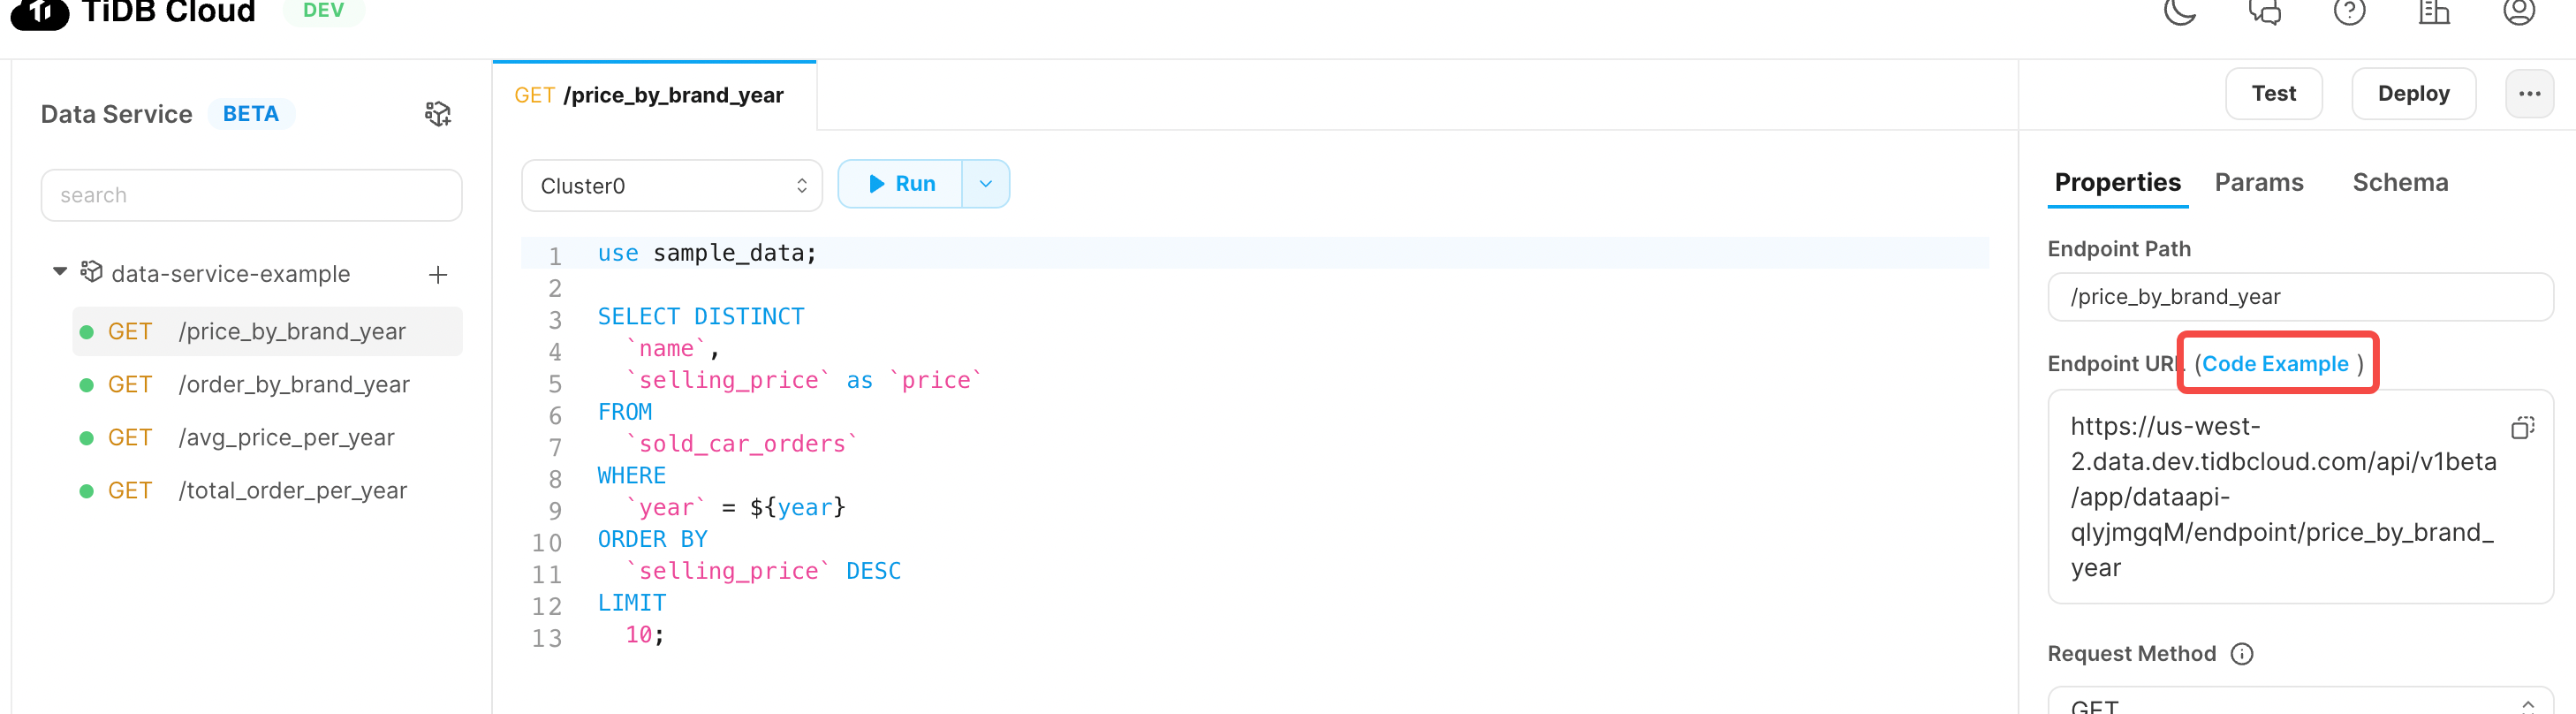 TiDB Cloud DEV
Data Service BETA
search
data-service-example
GET /price_by_brand_year
GET /order_by_brand_year
GET /avg_price_per_year
GET /total_order_per_year
GET /price_by_brand_year
Cluster0
Run
1 use sample_data;
2
3 SELECT DISTINCT
4 `name`,
5 `selling_price` as `price`
6 FROM
7 `sold_car_orders`
8 WHERE
9 `year` = ${year}
10 ORDER BY
11 `selling_price` DESC
12 LIMIT
13 10;
Test Deploy
Properties Params Schema
Endpoint Path
/price_by_brand_year
Endpoint URL (Code Example )
https://us-west-
2.data.dev.tidbcloud.com/api/v1beta
/app/dataapi-
qlyjmgqM/endpoint/price_by_brand_
year
Request Method
GET